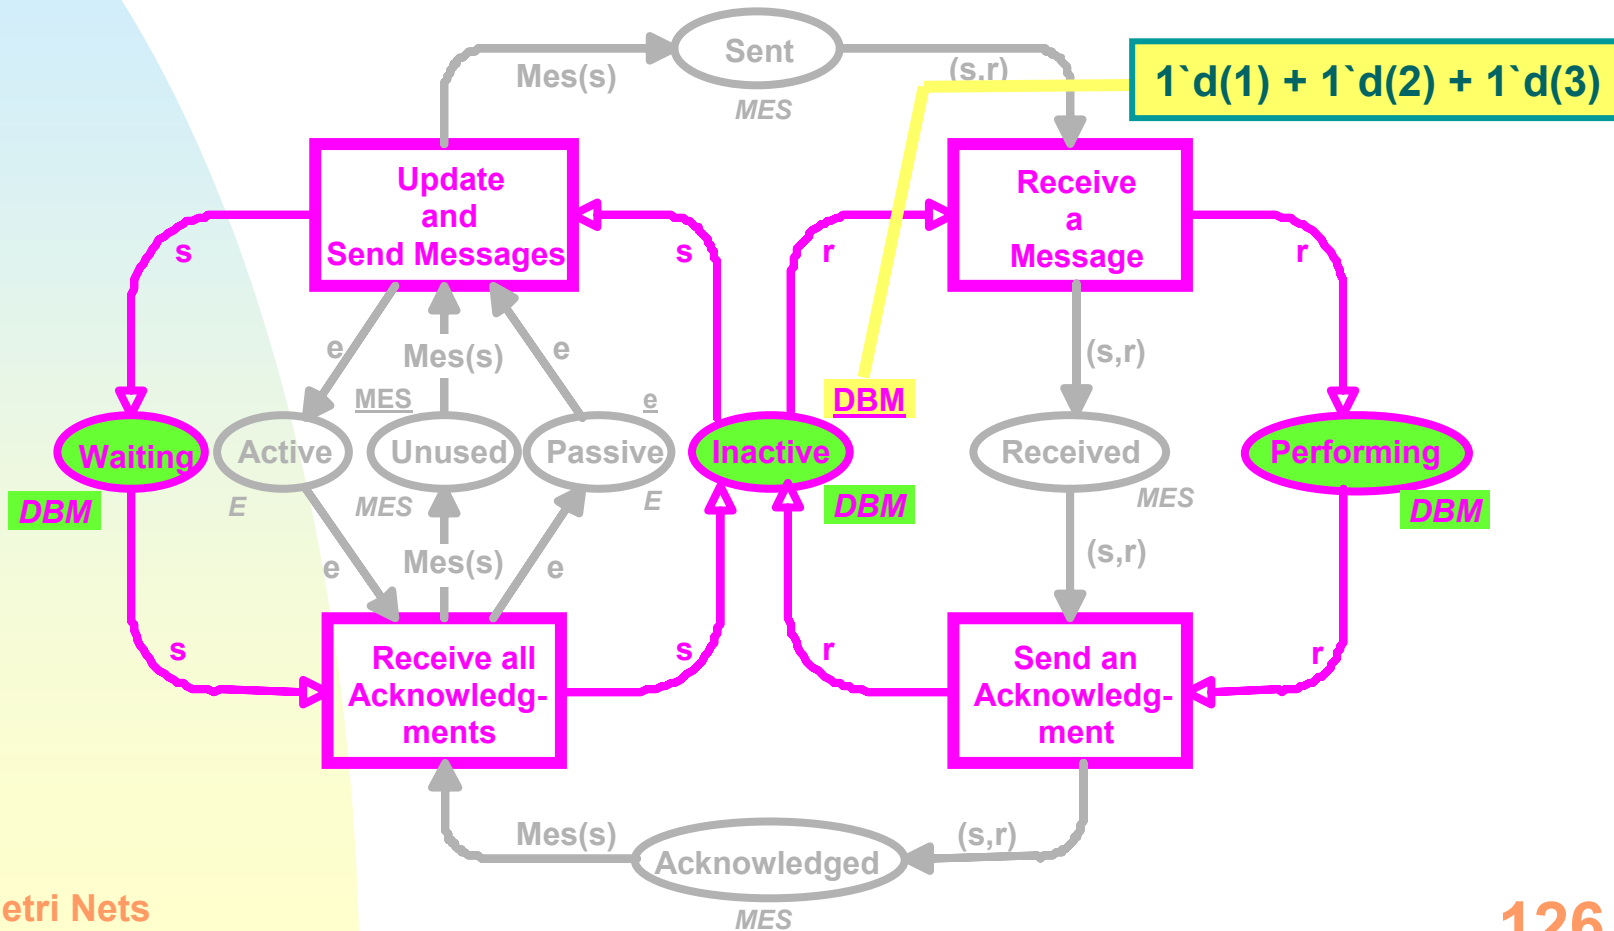 Sent
Mes(s)
(s,r)
MES
1`d(1) + 1`d(2) + 1`d(3)
Update
and
Send Messages
Receive
a
Message
s
s
r
r
e
Mes(s)
e
(s,r)
MES
e
DBM
Waiting
Active
Unused
Passive
Inactive
Received
Performing
DBM
E
MES
E
DBM
MES
DBM
e
Mes(s)
e
(s,r)
s
s
r
r
Receive all
Acknowledg-
ments
Send an
Acknowledg-
ment
Mes(s)
(s,r)
Acknowledged
MES
etri Nets
126